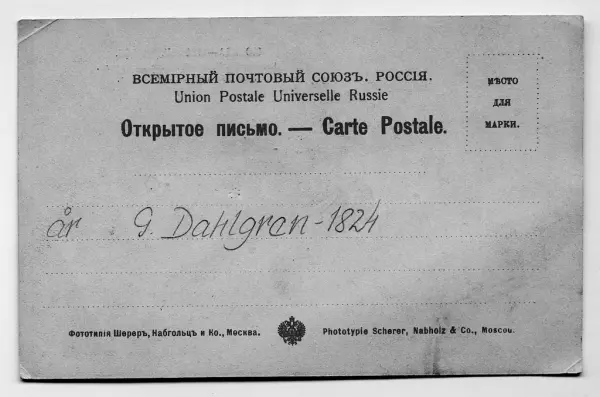 ВСЕМІРНЫЙ ПОЧТОВЫЙ СОЮЗЪ. РОССІЯ.
Union Postale Universelle Russie
Открытое письмо. — Carte Postale.
МѢСТО
ДЛЯ
МАРКИ.
år G. Dahlgren - 1824
Фототипія Шереръ, Набгольцъ и Ко., Москва.
Phototypie Scherer, Nabholz & Co., Moscou.